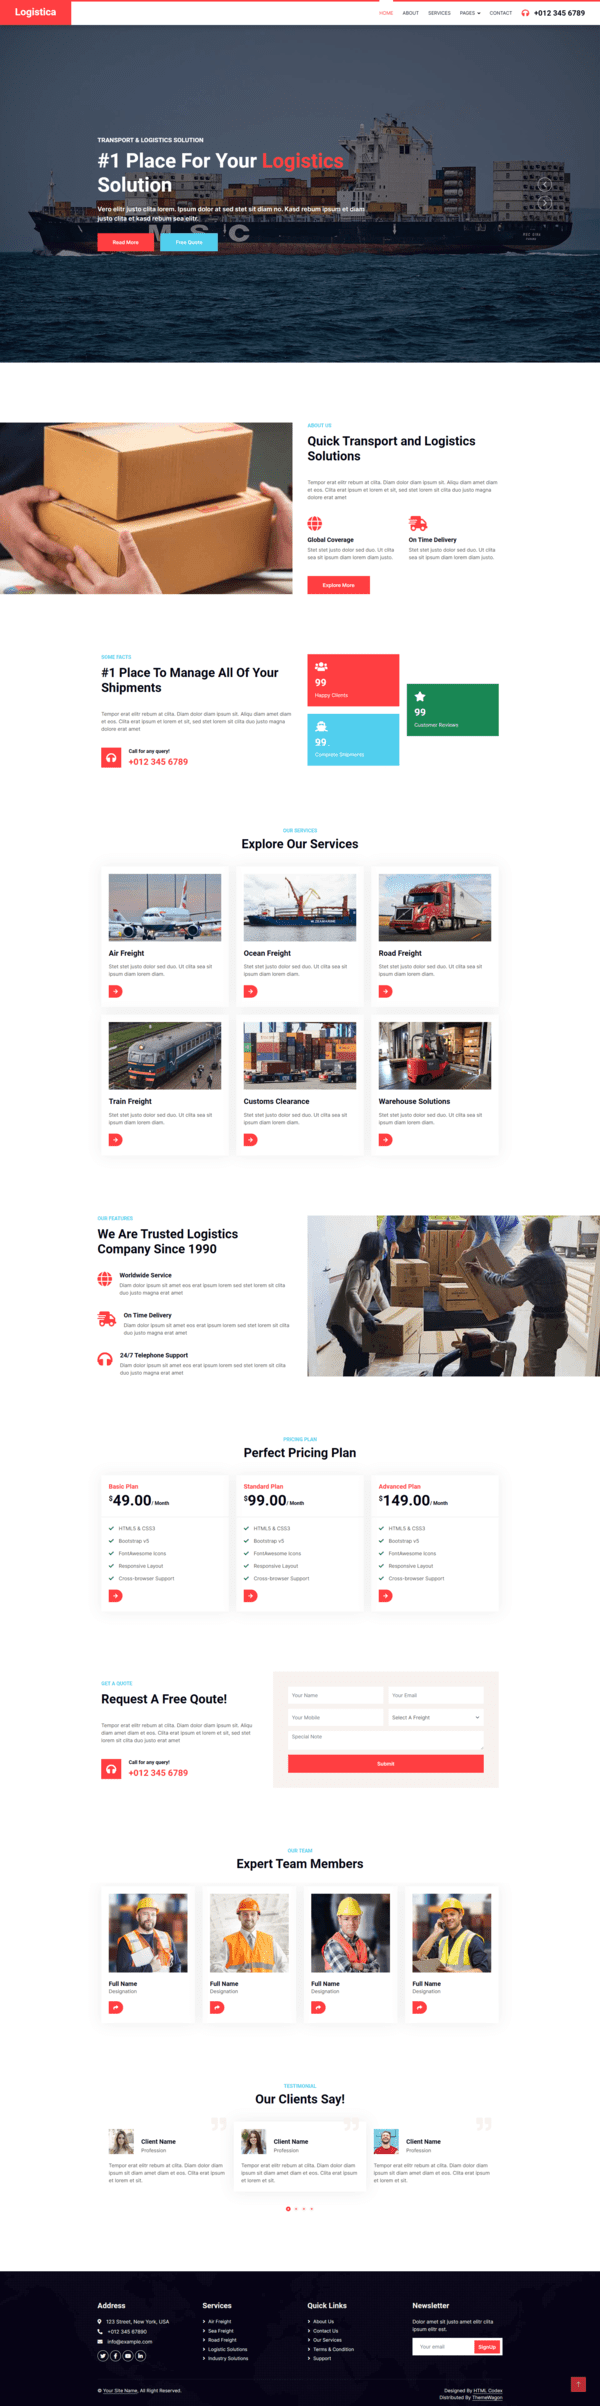 Logistica
HOME ABOUT SERVICES PAGES CONTACT +012 345 6789
TRANSPORT & LOGISTICS SOLUTION
#1 Place For Your Logistics
Solution
Vero elitr justo clita lorem. Ipsum dolor at sed stet sit diam no. Kasd rebum ipsum et diam
justo clita et kasd rebum sea elitr.
Read More Free Quote
M S C
ABOUT US
Quick Transport and Logistics
Solutions
Tempor erat elitr rebum at clita. Diam dolor diam ipsum sit. Aliqu diam amet diam
et eos. Clita erat ipsum et lorem et sit, sed stet lorem sit clita duo justo magna
dolore erat amet
Global Coverage
Stet stet justo dolor sed duo. Ut clita
sea sit ipsum diam lorem diam justo.
On Time Delivery
Stet stet justo dolor sed duo. Ut clita
sea sit ipsum diam lorem diam justo.
Explore More
SOME FACTS
#1 Place To Manage All Of Your
Shipments
Tempor erat elitr rebum at clita. Diam dolor diam ipsum sit. Aliqu diam amet diam
et eos. Clita erat ipsum et lorem et sit, sed stet lorem sit clita duo justo magna
dolore erat amet
Call for any query!
+012 345 6789
99
Happy Clients
99
Complete Shipments
99
Customer Reviews
OUR SERVICES
Explore Our Services
Air Freight
Stet stet justo dolor sed duo. Ut clita sea sit
ipsum diam lorem diam.
Ocean Freight
Stet stet justo dolor sed duo. Ut clita sea sit
ipsum diam lorem diam.
Road Freight
Stet stet justo dolor sed duo. Ut clita sea sit
ipsum diam lorem diam.
Train Freight
Stet stet justo dolor sed duo. Ut clita sea sit
ipsum diam lorem diam.
Customs Clearance
Stet stet justo dolor sed duo. Ut clita sea sit
ipsum diam lorem diam.
Warehouse Solutions
Stet stet justo dolor sed duo. Ut clita sea sit
ipsum diam lorem diam.
OUR FEATURES
We Are Trusted Logistics
Company Since 1990
Worldwide Service
Diam dolor ipsum sit amet eos erat ipsum lorem sed stet lorem sit clita
duo justo magna erat amet
On Time Delivery
Diam dolor ipsum sit amet eos erat ipsum lorem sed stet lorem sit clita
duo justo magna erat amet
24/7 Telephone Support
Diam dolor ipsum sit amet eos erat ipsum lorem sed stet lorem sit clita
duo justo magna erat amet
PRICING PLAN
Perfect Pricing Plan
Basic Plan
$49.00/ Month
HTML5 & CSS3
Bootstrap v5
FontAwesome Icons
Responsive Layout
Cross-browser Support
Standard Plan
$99.00/ Month
HTML5 & CSS3
Bootstrap v5
FontAwesome Icons
Responsive Layout
Cross-browser Support
Advanced Plan
$149.00/ Month
HTML5 & CSS3
Bootstrap v5
FontAwesome Icons
Responsive Layout
Cross-browser Support
GET A QUOTE
Request A Free Qoute!
Tempor erat elitr rebum at clita. Diam dolor diam ipsum sit. Aliqu
diam amet diam et eos. Clita erat ipsum et lorem et sit, sed stet
lorem sit clita duo justo magna dolore erat amet
Call for any query!
+012 345 6789
Your Name Your Email
Your Mobile Select A Freight
Special Note
Submit
OUR TEAM
Expert Team Members
Full Name
Designation
Full Name
Designation
Full Name
Designation
Full Name
Designation
TESTIMONIAL
Our Clients Say!
Client Name
Profession
Tempor erat elitr rebum at clita. Diam dolor diam
ipsum sit diam amet diam et eos. Clita erat ipsum
et lorem et sit.
Client Name
Profession
Tempor erat elitr rebum at clita. Diam dolor diam
ipsum sit diam amet diam et eos. Clita erat ipsum
et lorem et sit.
Client Name
Profession
Tempor erat elitr rebum at clita. Diam dolor diam
ipsum sit diam amet diam et eos. Clita erat ipsum
et lorem et sit.
Address
123 Street, New York, USA
+012 345 67890
info@example.com
Services
Air Freight
Sea Freight
Road Freight
Logistic Solutions
Industry Solutions
Quick Links
About Us
Contact Us
Our Services
Terms & Condition
Support
Newsletter
Dolor amet sit justo amet elitr clita
ipsum elitr est.
Your email SignUp
© Your Site Name, All Right Reserved.
Designed By HTML Codex
Distributed By ThemeWagon